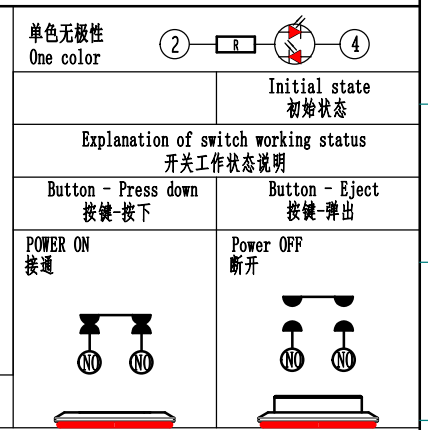 单色无极性
One color
2
R
4
Initial state
初始状态
Explanation of switch working status
开关工作状态说明
Button - Press down
按键-按下
Button - Eject
按键-弹出
POWER ON
接通
Power OFF
断开
NO NO
NO NO